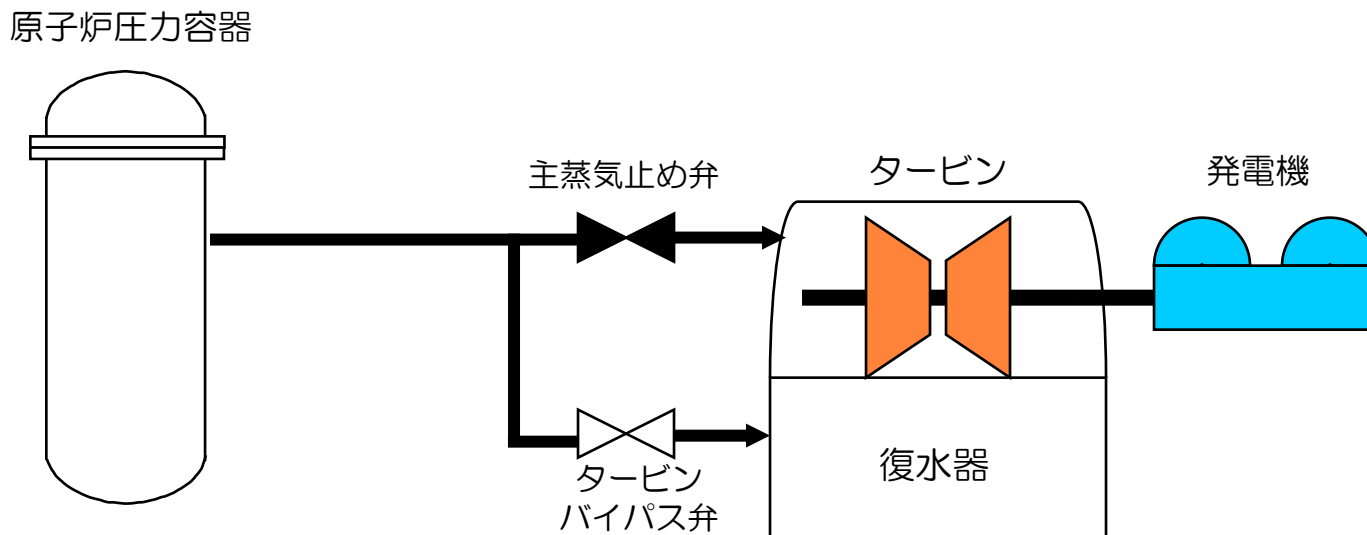 原子炉圧力容器
主蒸気止め弁
タービン
発電機
復水器
タービン
バイパス弁